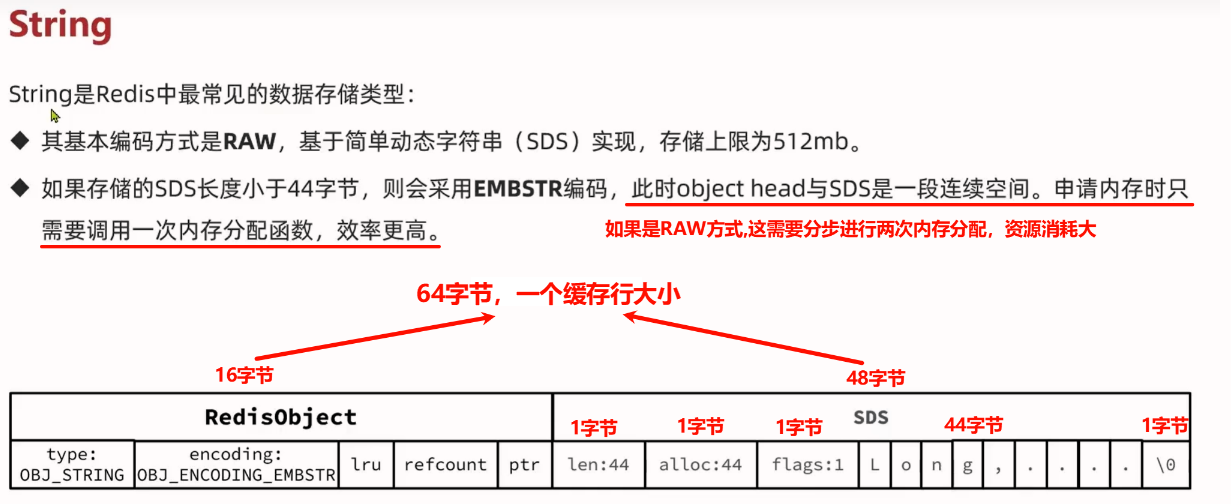 String
String是Redis中最常见的数据存储类型：
◆ 其基本编码方式是RAW，基于简单动态字符串（SDS）实现，存储上限为512mb。
◆ 如果存储的SDS长度小于44字节，则会采用EMBSTR编码，此时object head与SDS是一段连续空间。申请内存时只
需要调用一次内存分配函数，效率更高。
如果是RAW方式,这需要分步进行两次内存分配，资源消耗大
64字节，一个缓存行大小
16字节
48字节
RedisObject
SDS
1字节 1字节 1字节 44字节 1字节
type: OBJ_STRING
encoding: OBJ_ENCODING_EMBSTR
lru
refcount
ptr
len:44
alloc:44
flags:1
L o n g , . . . . \0